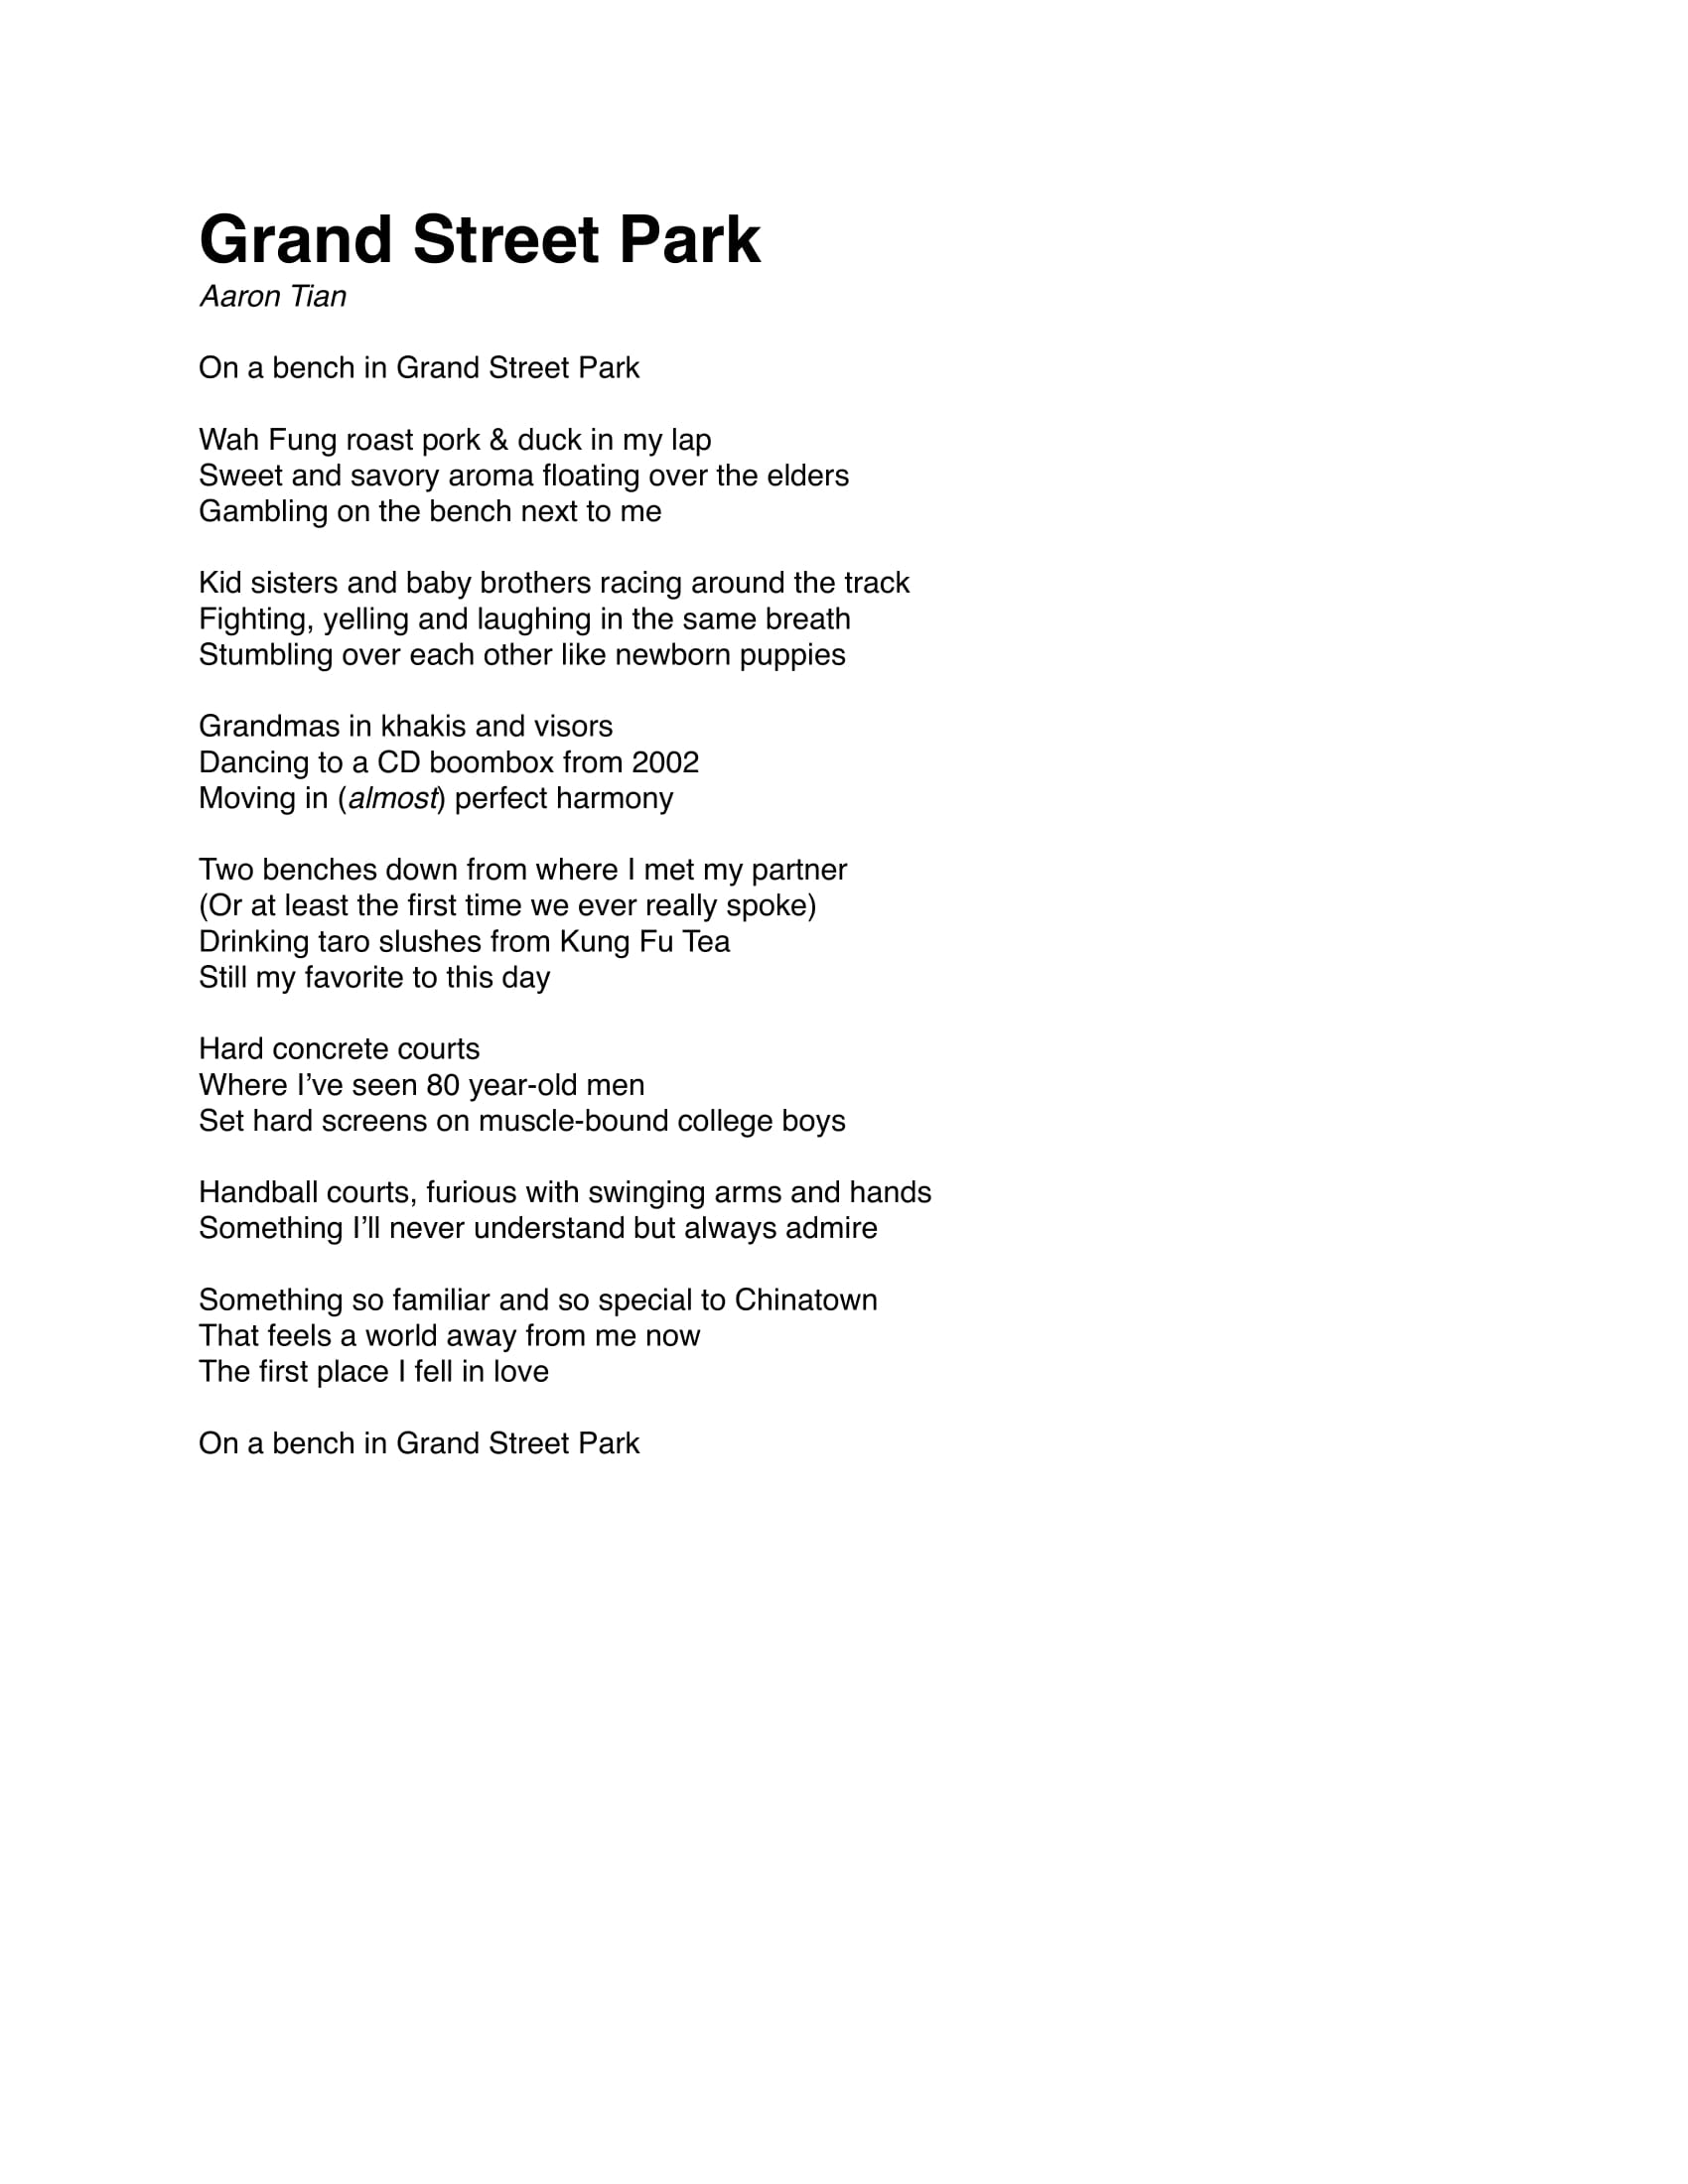 Grand Street Park
Aaron Tian
On a bench in Grand Street Park
Wah Fung roast pork & duck in my lap
Sweet and savory aroma floating over the elders
Gambling on the bench next to me
Kid sisters and baby brothers racing around the track
Fighting, yelling and laughing in the same breath
Stumbling over each other like newborn puppies
Grandmas in khakis and visors
Dancing to a CD boombox from 2002
Moving in (almost) perfect harmony
Two benches down from where I met my partner
(Or at least the first time we ever really spoke)
Drinking taro slushes from Kung Fu Tea
Still my favorite to this day
Hard concrete courts
Where I’ve seen 80 year-old men
Set hard screens on muscle-bound college boys
Handball courts, furious with swinging arms and hands
Something I’ll never understand but always admire
Something so familiar and so special to Chinatown
That feels a world away from me now
The first place I fell in love
On a bench in Grand Street Park